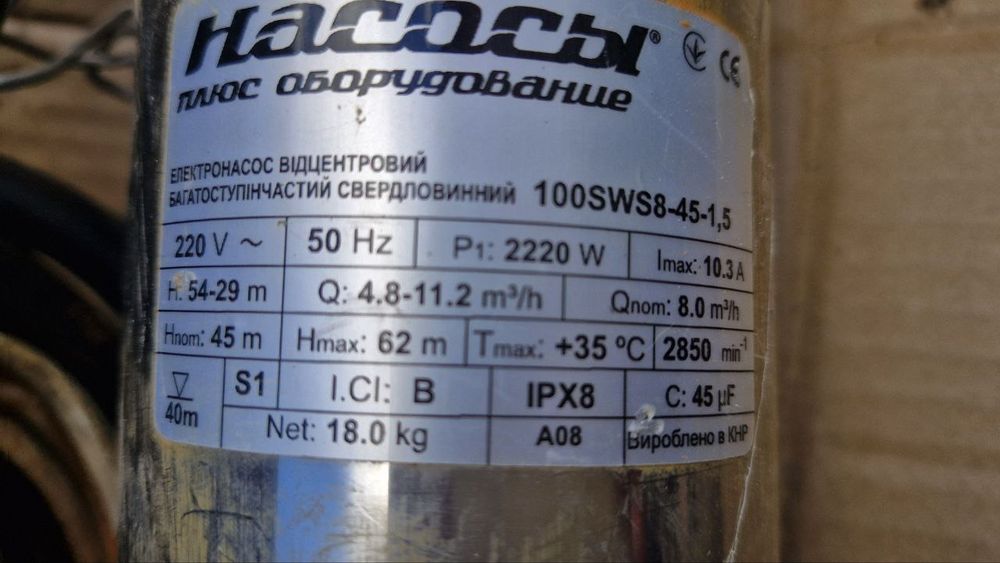 насосы® CE
плюс оборудование
ЕЛЕКТРОНАСОС ВІДЦЕНТРОВИЙ
БАГАТОСТУПІНЧАСТИЙ СВЕРДЛОВИННИЙ 100SWS8-45-1,5
220 V ~ 50 Hz P1: 2220 W Imax: 10.3 A
H: 54-29 m Q: 4.8-11.2 m³/h Qnom: 8.0 m³/h
Hnom: 45 m Hmax: 62 m Tmax: +35 ºC 2850 min⁻¹
40m S1 I.Cl: B IPX8 C: 45 µF
Net: 18.0 kg A08 Вироблено в КНР